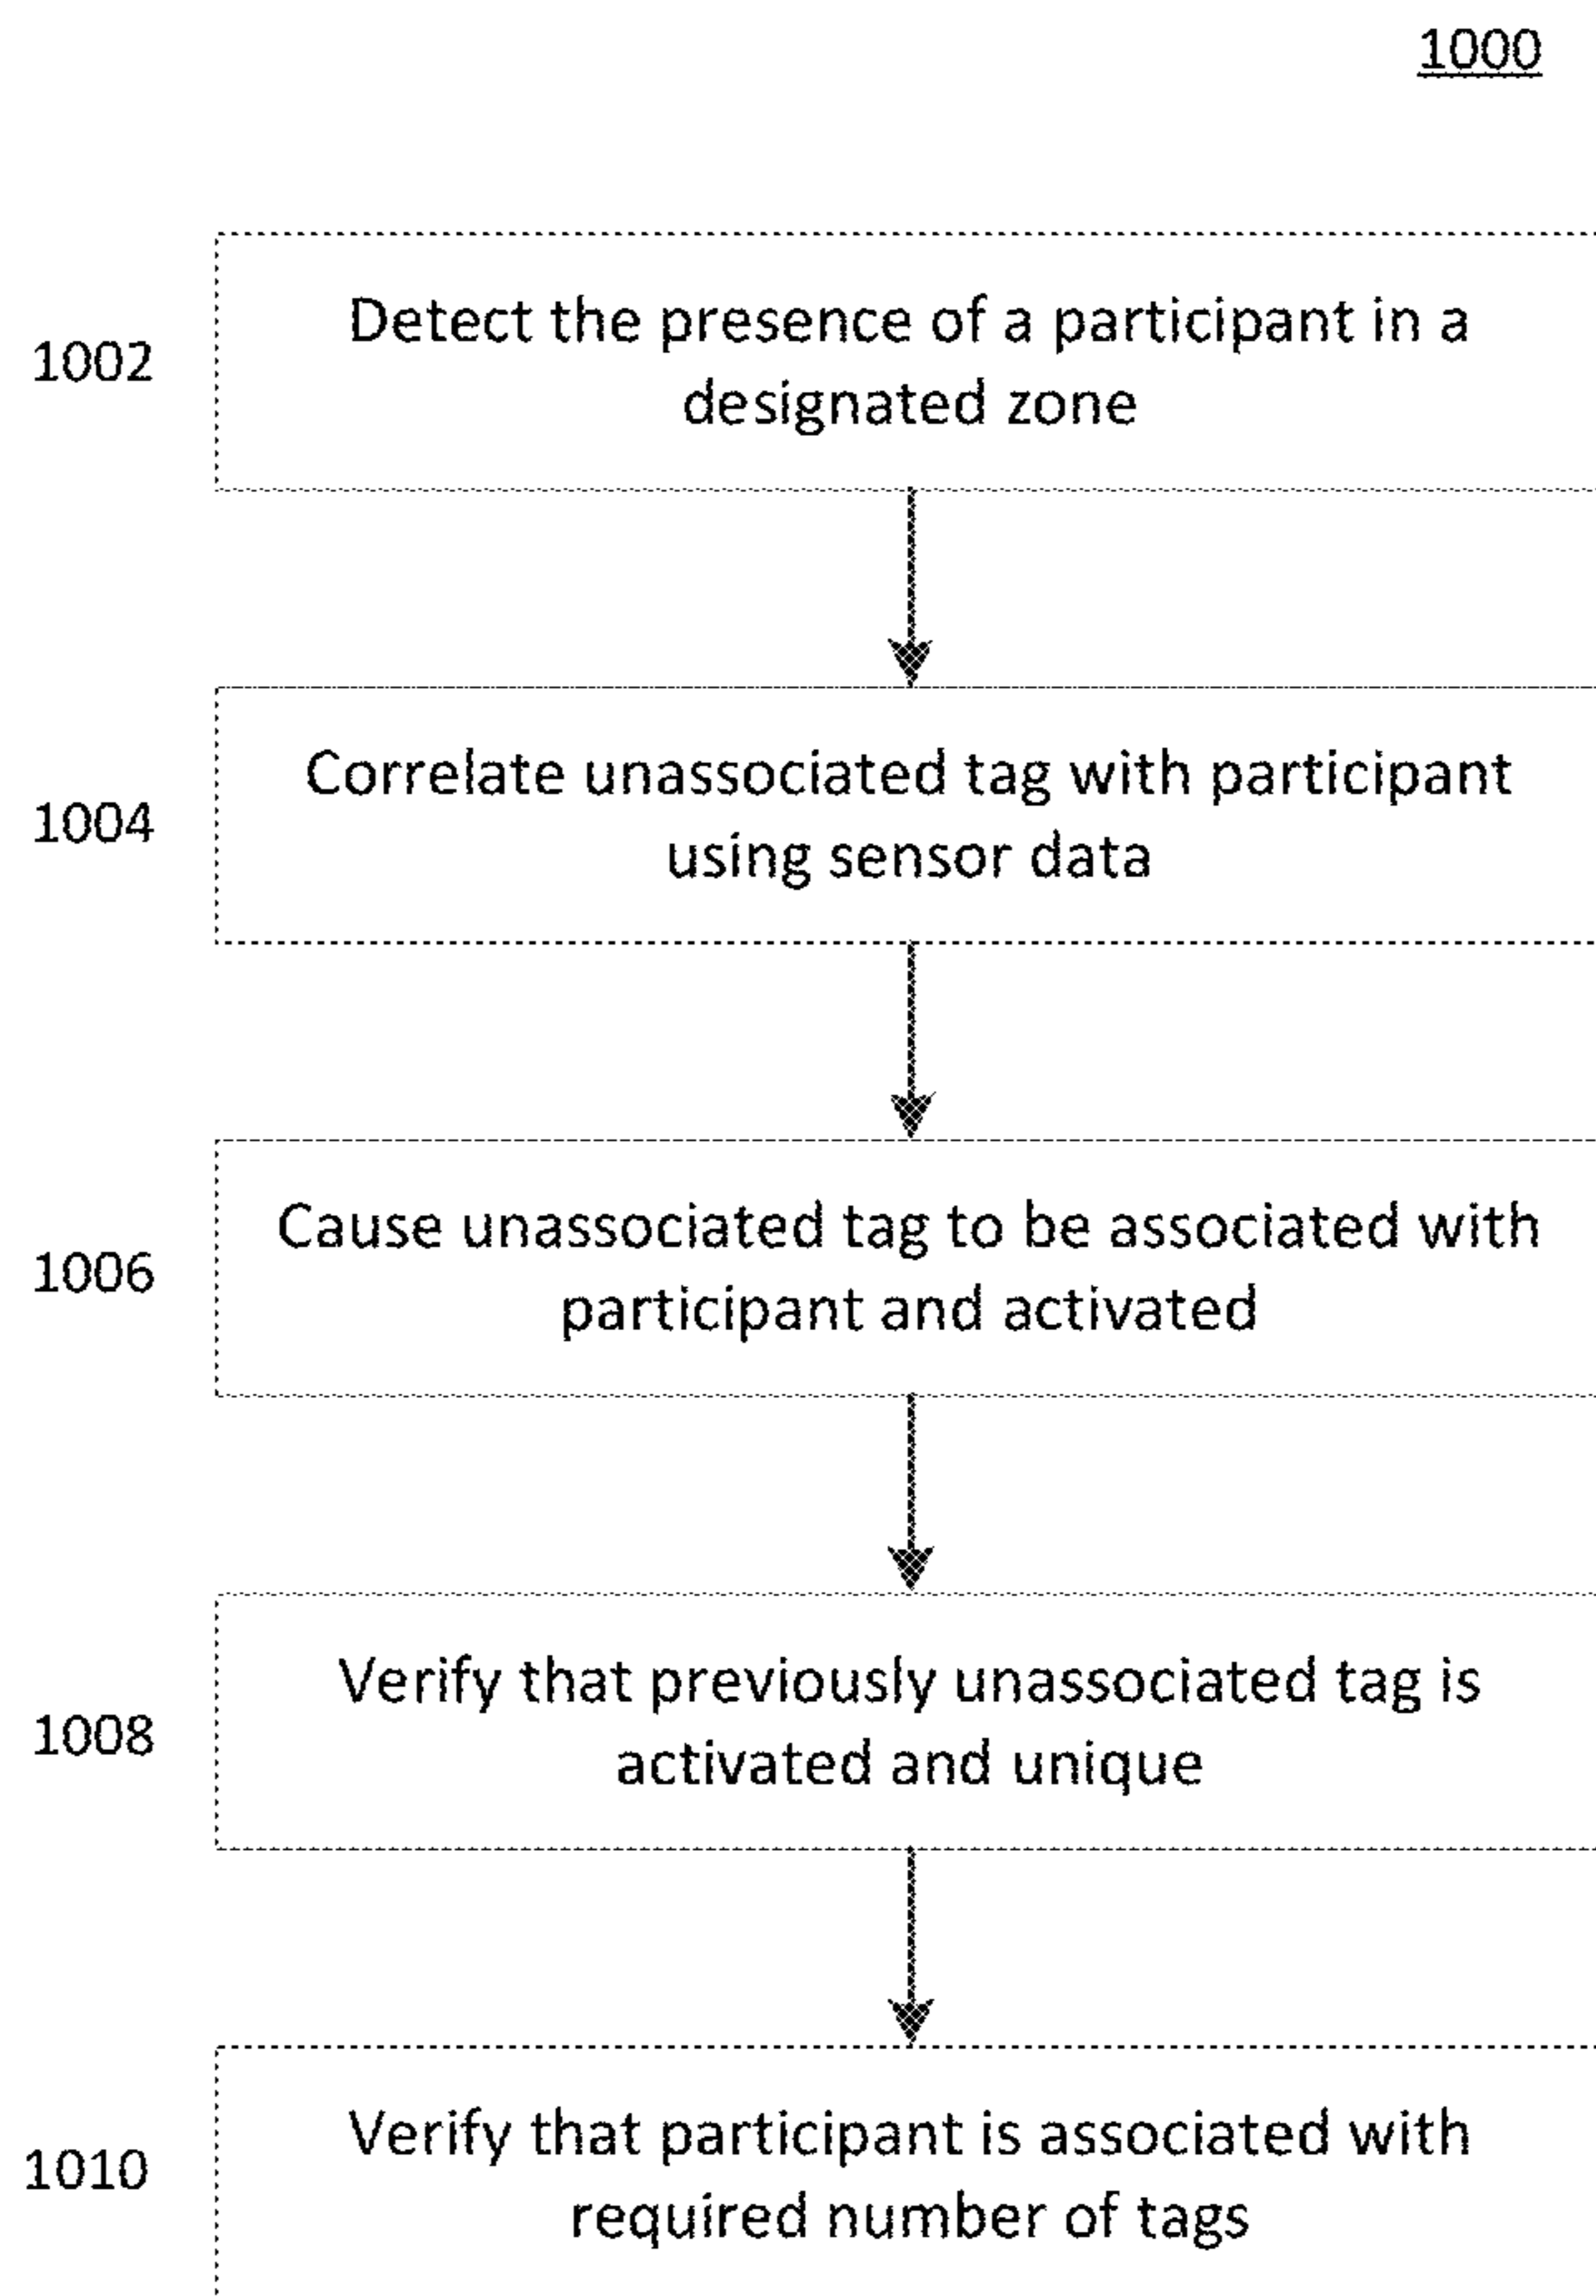 1000
Detect the presence of a participant in a
designated zone
1002
Correlate unassociated tag with participant
using sensor data
1004
Cause unassociated tag to be associated with
participant and activated
1006
Verify that previously unassociated tag is
activated and unique
1008
Verify that participant is associated with
required number of tags
1010